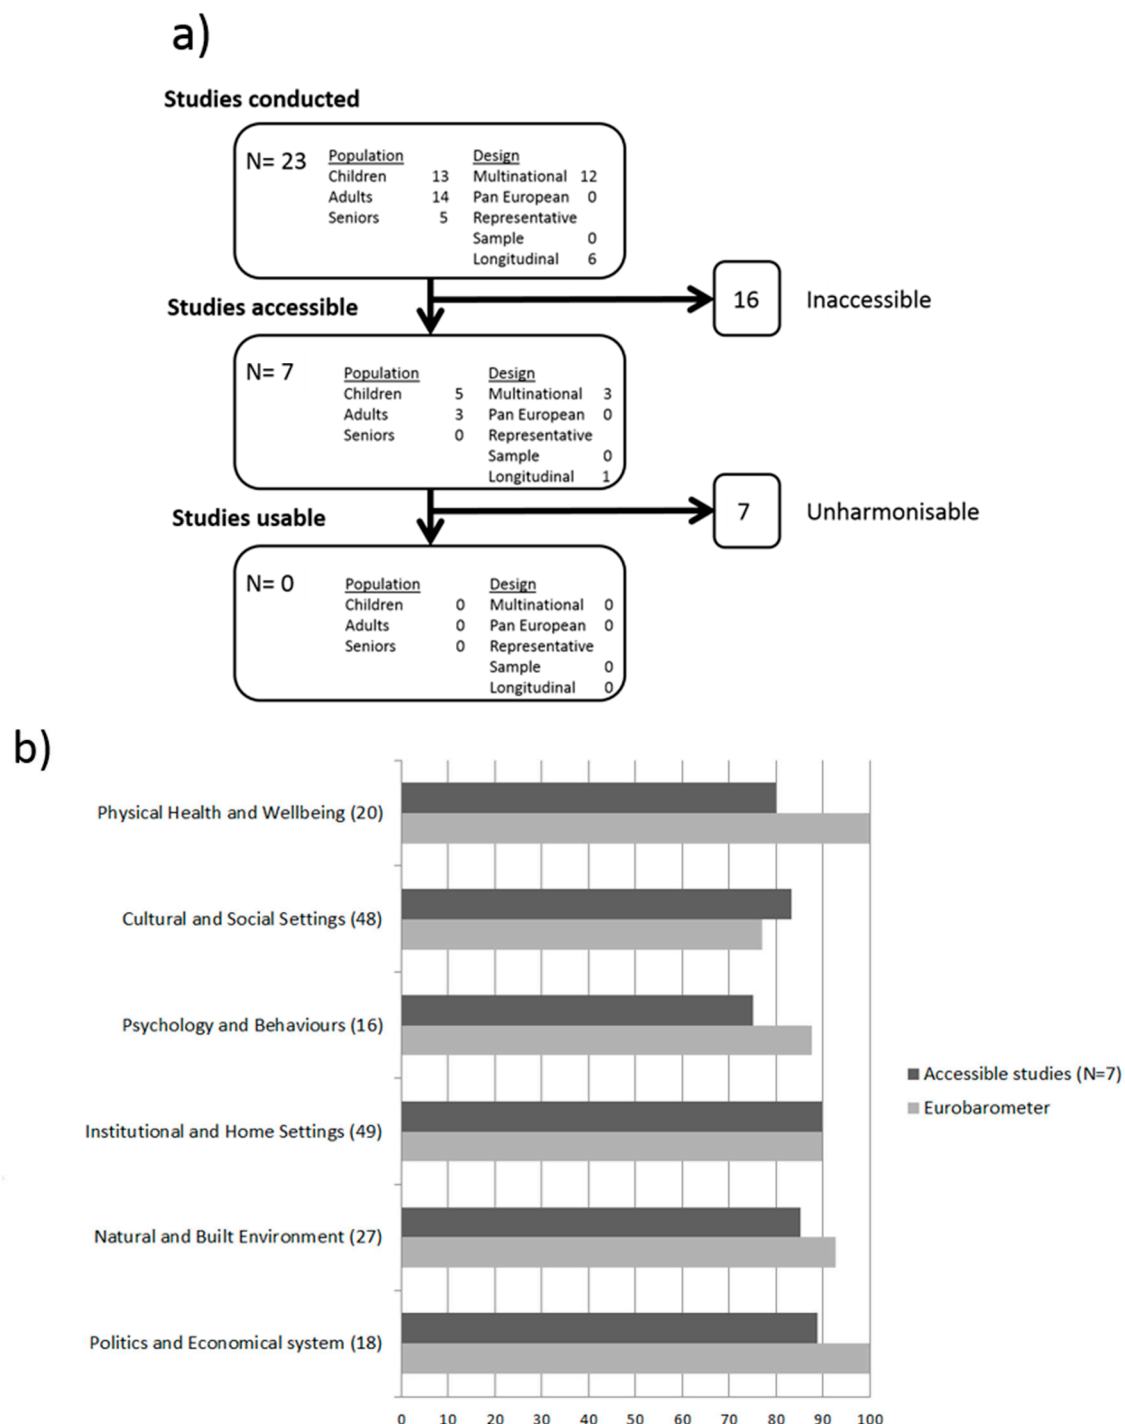 a)
Studies conducted
N= 23
Population Design
Children 13 Multinational 12
Adults 14 Pan European 0
Seniors 5 Representative
Sample 0
Longitudinal 6
16 Inaccessible
Studies accessible
N= 7
Population Design
Children 5 Multinational 3
Adults 3 Pan European 0
Seniors 0 Representative
Sample 0
Longitudinal 1
7 Unharmonisable
Studies usable
N= 0
Population Design
Children 0 Multinational 0
Adults 0 Pan European 0
Seniors 0 Representative
Sample 0
Longitudinal 0
b)
Physical Health and Wellbeing (20)
Cultural and Social Settings (48)
Psychology and Behaviours (16)
Institutional and Home Settings (49)
Natural and Built Environment (27)
Politics and Economical system (18)
Accessible studies (N=7)
Eurobarometer
0 10 20 30 40 50 60 70 80 90 100